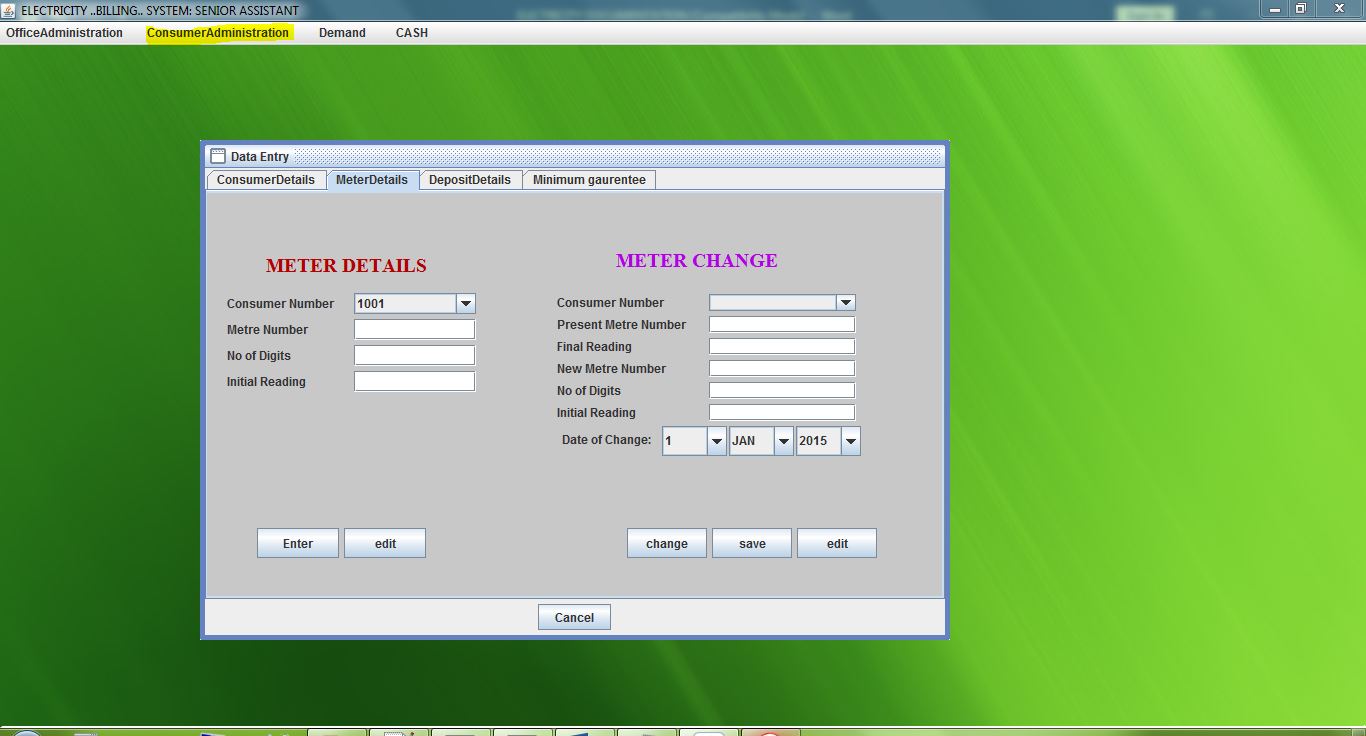 ELECTRICITY ..BILLING.. SYSTEM: SENIOR ASSISTANT
OfficeAdministration ConsumerAdministration Demand CASH
Data Entry
ConsumerDetails MeterDetails DepositDetails Minimum gaurentee
METER DETAILS
Consumer Number 1001
Metre Number
No of Digits
Initial Reading
Enter edit
METER CHANGE
Consumer Number
Present Metre Number
Final Reading
New Metre Number
No of Digits
Initial Reading
Date of Change: 1 JAN 2015
change save edit
Cancel